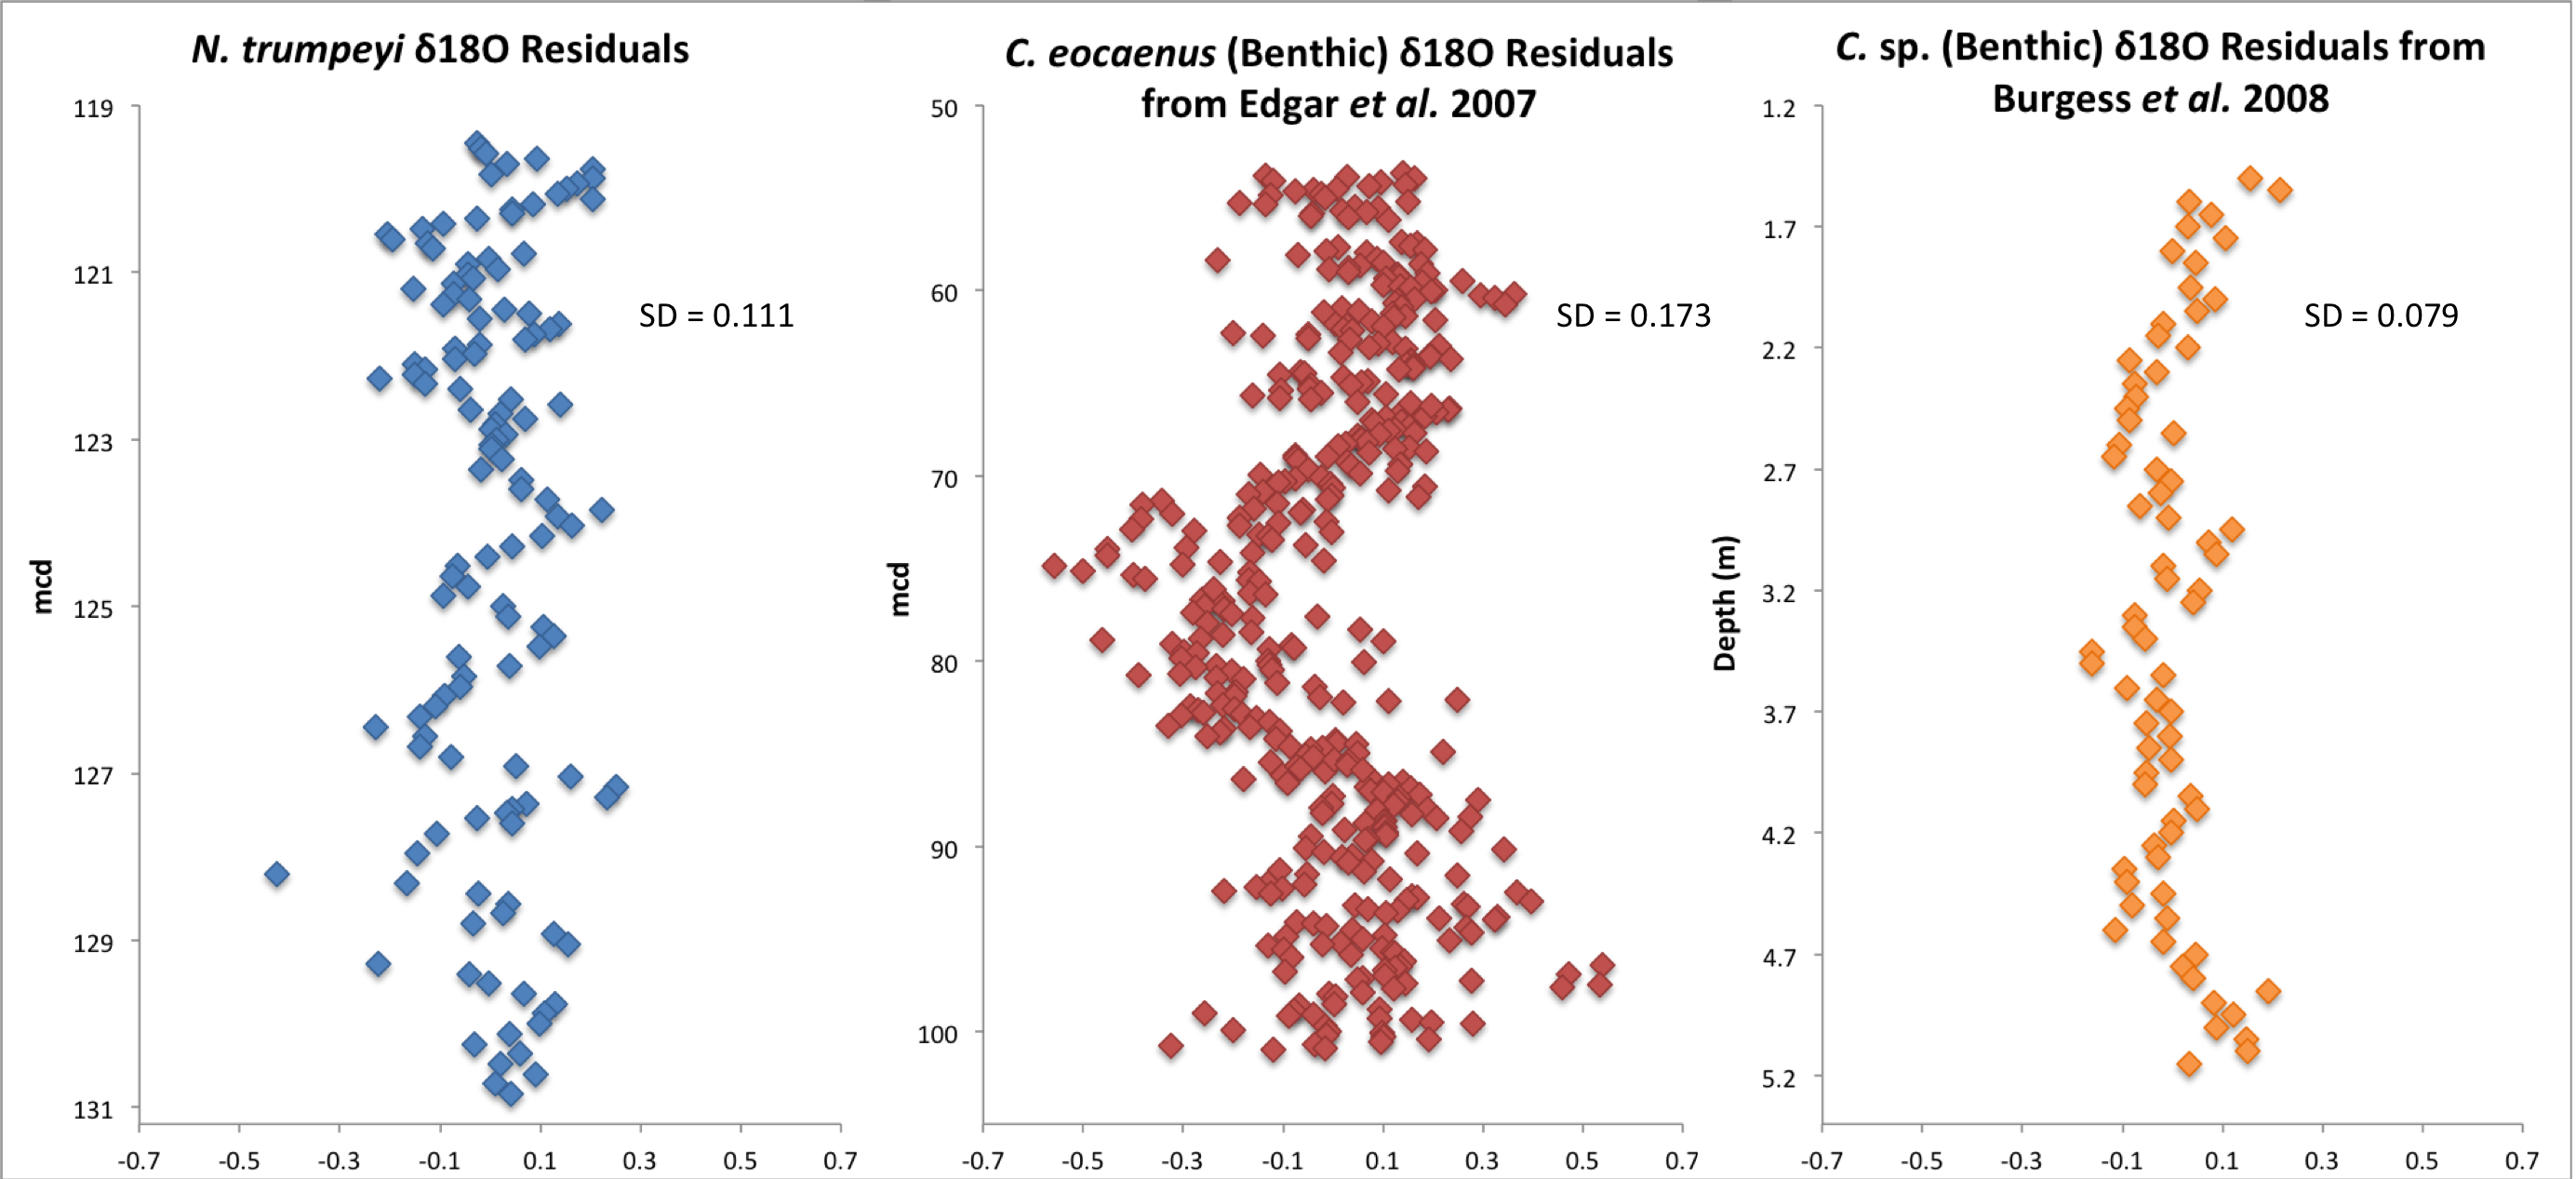 N. trumpeyi δ18O Residuals
119
121
123
125
127
129
131
mcd
SD = 0.111
-0.7 -0.5 -0.3 -0.1 0.1 0.3 0.5 0.7
C. eocaenus (Benthic) δ18O Residuals
from Edgar et al. 2007
50
60
70
80
90
100
mcd
SD = 0.173
-0.7 -0.5 -0.3 -0.1 0.1 0.3 0.5 0.7
C. sp. (Benthic) δ18O Residuals from
Burgess et al. 2008
1.2
1.7
2.2
2.7
3.2
3.7
4.2
4.7
5.2
Depth (m)
SD = 0.079
-0.7 -0.5 -0.3 -0.1 0.1 0.3 0.5 0.7